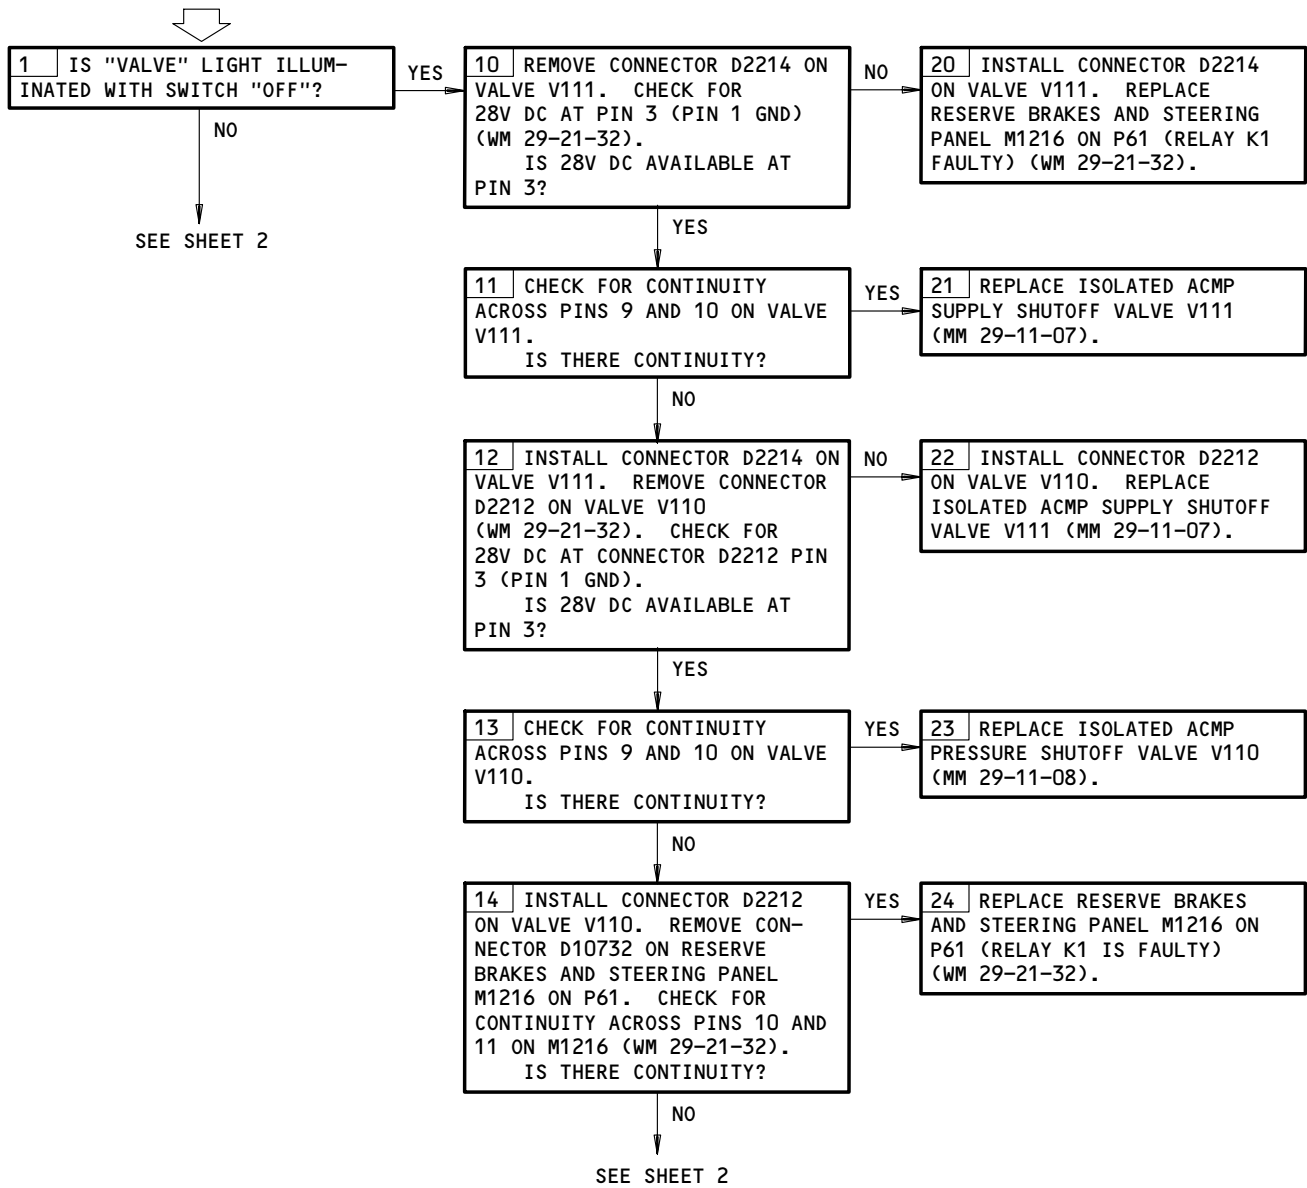 1 IS "VALVE" LIGHT ILLUM-
INATED WITH SWITCH "OFF"?
YES
NO
SEE SHEET 2
10 REMOVE CONNECTOR D2214 ON
VALVE V111. CHECK FOR
28V DC AT PIN 3 (PIN 1 GND)
(WM 29-21-32).
IS 28V DC AVAILABLE AT
PIN 3?
NO
YES
20 INSTALL CONNECTOR D2214
ON VALVE V111. REPLACE
RESERVE BRAKES AND STEERING
PANEL M1216 ON P61 (RELAY K1
FAULTY) (WM 29-21-32).
11 CHECK FOR CONTINUITY
ACROSS PINS 9 AND 10 ON VALVE
V111.
IS THERE CONTINUITY?
YES
NO
21 REPLACE ISOLATED ACMP
SUPPLY SHUTOFF VALVE V111
(MM 29-11-07).
12 INSTALL CONNECTOR D2214 ON
VALVE V111. REMOVE CONNECTOR
D2212 ON VALVE V110
(WM 29-21-32). CHECK FOR
28V DC AT CONNECTOR D2212 PIN
3 (PIN 1 GND).
IS 28V DC AVAILABLE AT
PIN 3?
NO
YES
22 INSTALL CONNECTOR D2212
ON VALVE V110. REPLACE
ISOLATED ACMP SUPPLY SHUTOFF
VALVE V111 (MM 29-11-07).
13 CHECK FOR CONTINUITY
ACROSS PINS 9 AND 10 ON VALVE
V110.
IS THERE CONTINUITY?
YES
NO
23 REPLACE ISOLATED ACMP
PRESSURE SHUTOFF VALVE V110
(MM 29-11-08).
14 INSTALL CONNECTOR D2212
ON VALVE V110. REMOVE CON-
NECTOR D10732 ON RESERVE
BRAKES AND STEERING PANEL
M1216 ON P61. CHECK FOR
CONTINUITY ACROSS PINS 10 AND
11 ON M1216 (WM 29-21-32).
IS THERE CONTINUITY?
YES
NO
24 REPLACE RESERVE BRAKES
AND STEERING PANEL M1216 ON
P61 (RELAY K1 IS FAULTY)
(WM 29-21-32).
SEE SHEET 2